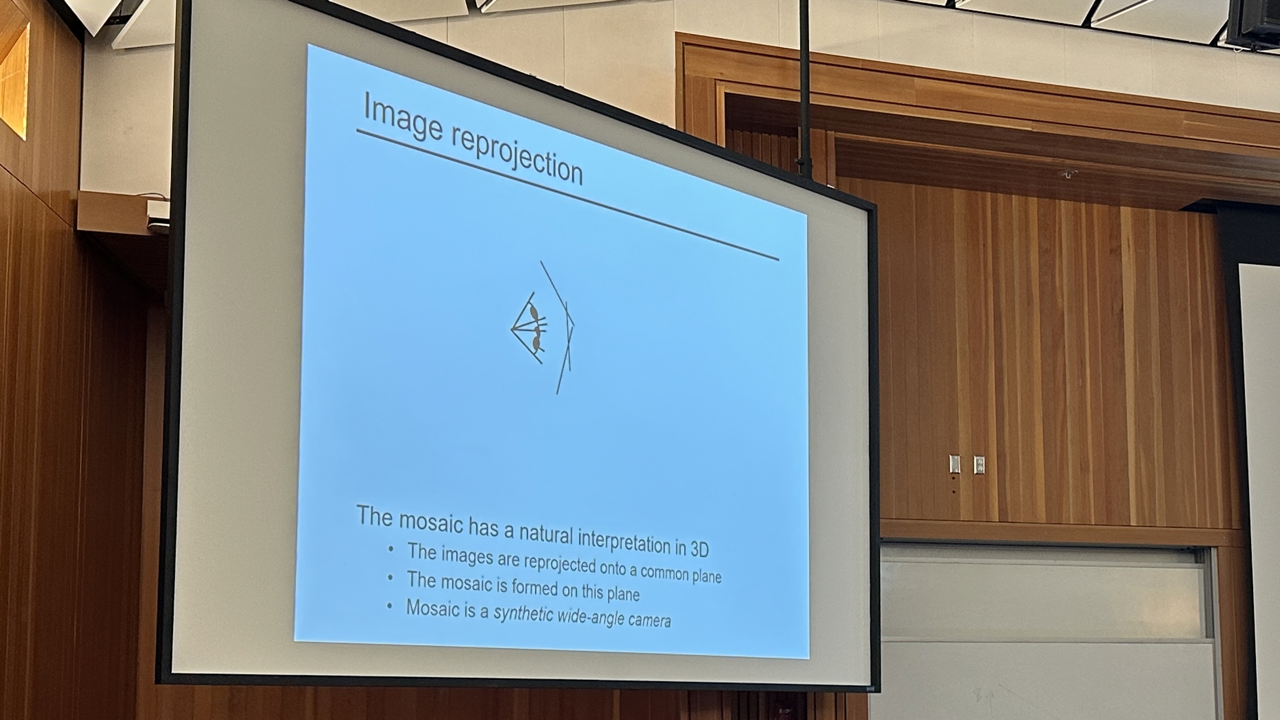 Image reprojection
The mosaic has a natural interpretation in 3D
• The images are reprojected onto a common plane
• The mosaic is formed on this plane
• Mosaic is a synthetic wide-angle camera